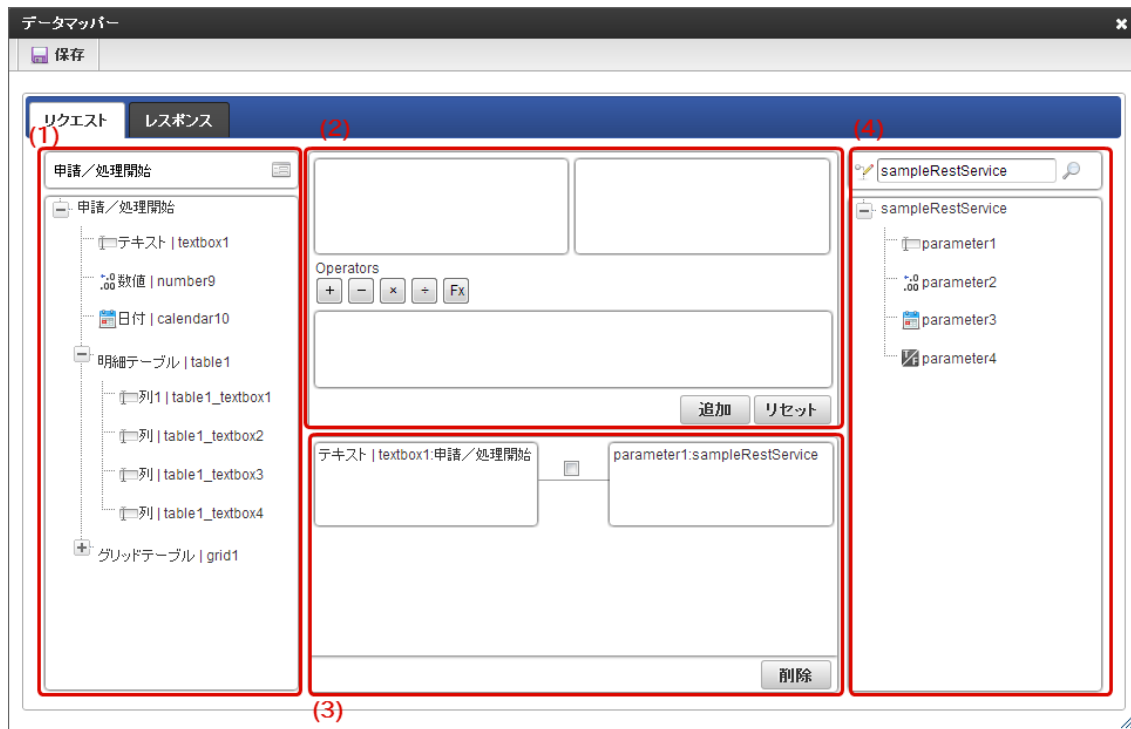 データマッパー
保存
リクエスト
レスポンス
(1)
(2)
(4)
申請／処理開始
申請／処理開始
テキスト | textbox1
数値 | number9
日付 | calendar10
明細テーブル | table1
列1 | table1_textbox1
列 | table1_textbox2
列 | table1_textbox3
列 | table1_textbox4
グリッドテーブル | grid1
Operators
+ − × ÷ Fx
追加 リセット
テキスト | textbox1:申請／処理開始
parameter1:sampleRestService
削除
(3)
sampleRestService
sampleRestService
parameter1
parameter2
parameter3
parameter4